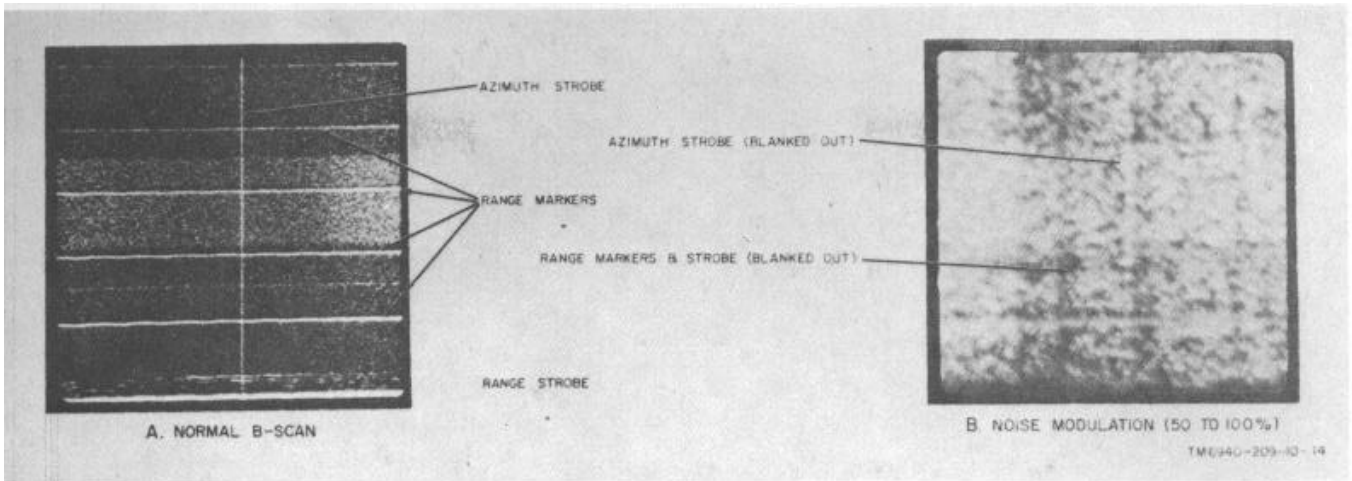 AZIMUTH STROBE
RANGE MARKERS
RANGE STROBE
A. NORMAL B-SCAN
AZIMUTH STROBE (BLANKED OUT)
RANGE MARKERS & STROBE (BLANKED OUT)
B. NOISE MODULATION (50 TO 100%)
TM6940-209-10-14